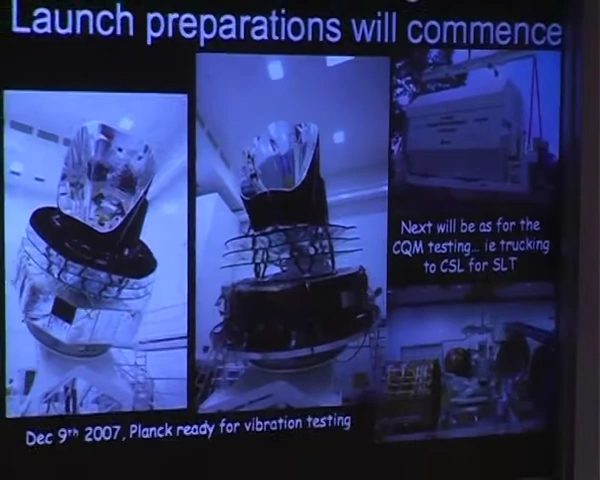 Launch preparations will commence
Next will be as for the
CQM testing... ie trucking
to CSL for SLT
Dec 9th 2007, Planck ready for vibration testing